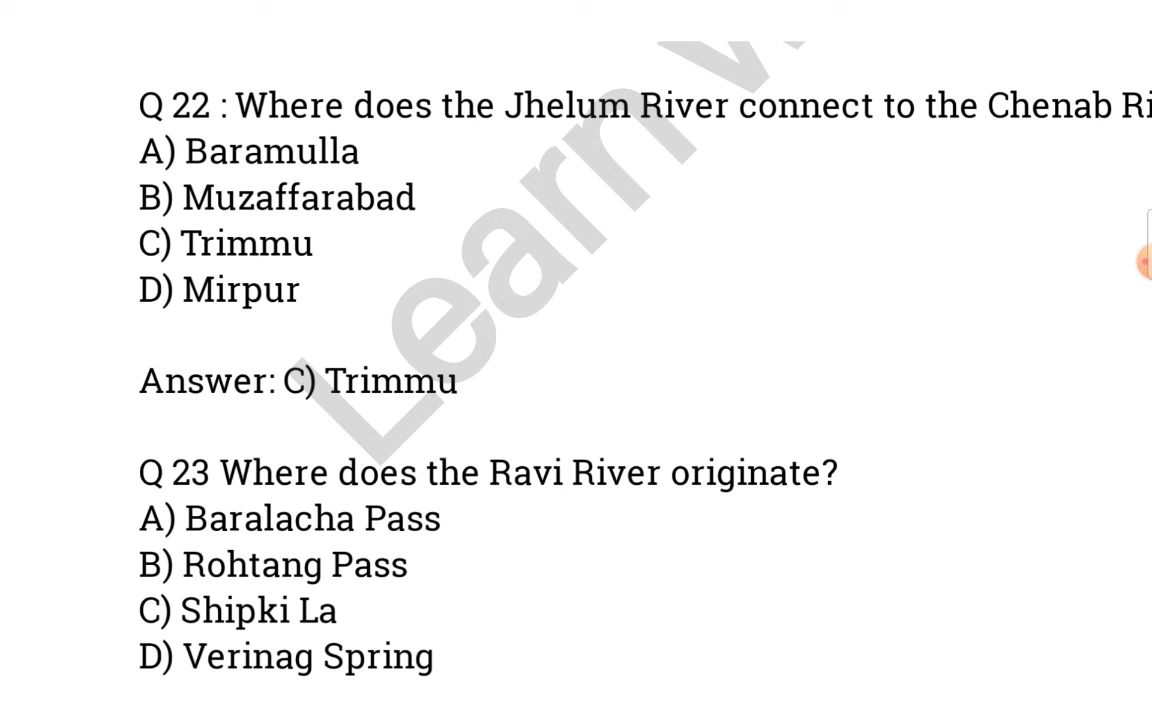 Q 22 : Where does the Jhelum River connect to the Chenab
A) Baramulla
B) Muzaffarabad
C) Trimmu
D) Mirpur
Answer: C) Trimmu
Q 23 Where does the Ravi River originate?
A) Baralacha Pass
B) Rohtang Pass
C) Shipki La
D) Verinag Spring
Learn